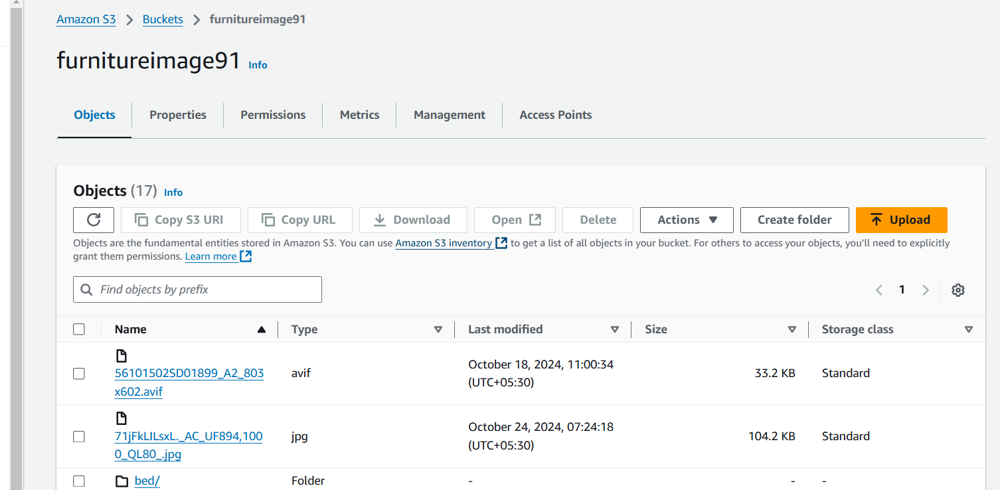 Amazon S3 > Buckets > furnitureimage91
furnitureimage91 Info
Objects Properties Permissions Metrics Management Access Points
Objects (17) Info
Copy S3 URI Copy URL Download Open Delete Actions Create folder Upload
Objects are the fundamental entities stored in Amazon S3. You can use Amazon S3 inventory to get a list of all objects in your bucket. For others to access your objects, you’ll need to explicitly
grant them permissions. Learn more
Find objects by prefix
1
Name Type Last modified Size Storage class
56101502SD01899_A2_803
x602.avif
avif
October 18, 2024, 11:00:34
(UTC+05:30)
33.2 KB
Standard
71jFkLILsxL._AC_UF894,100
0_QL80_.jpg
jpg
October 24, 2024, 07:24:18
(UTC+05:30)
104.2 KB
Standard
bed/ Folder - - -